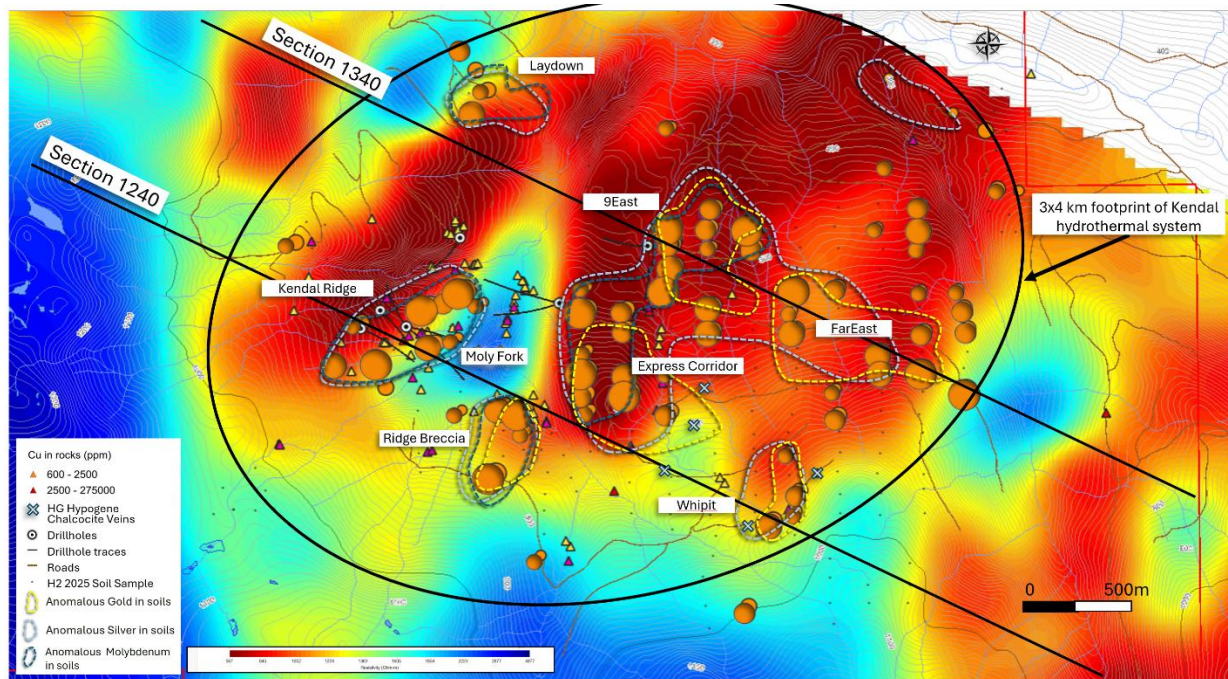 Section 1340
Laydown
Section 1240
9East
3x4 km footprint of Kendal
hydrothermal system
Kendal Ridge
FarEast
Moly Fork
Express Corridor
Ridge Breccia
Whipit
Cu in rocks (ppm)
600 - 2500
2500 - 275000
HG Hypogene
Chalcocite Veins
Drillholes
Drillhole traces
Roads
H2 2025 Soil Sample
Anomalous Gold in soils
Anomalous Silver in soils
Anomalous Molybdenum
in soils
0 500m
Resistivity (Ohm-m)